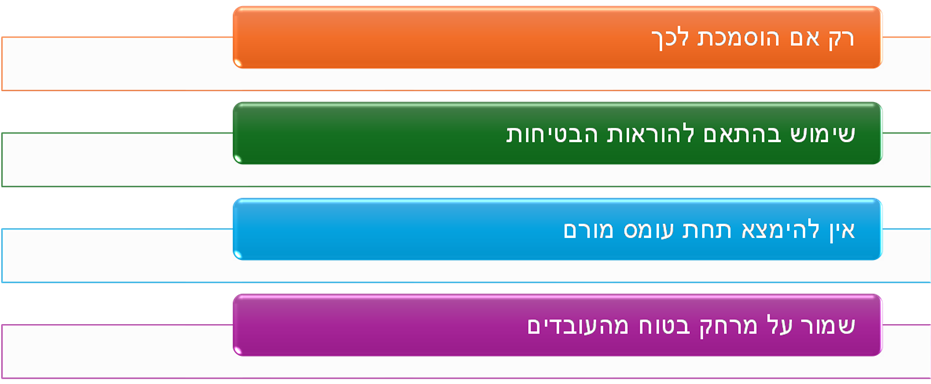 רק אם הוסמכת לכך
שימוש בהתאם להוראות הבטיחות
אין להימצא תחת עומס מורם
שמור על מרחק בטוח מהעובדים